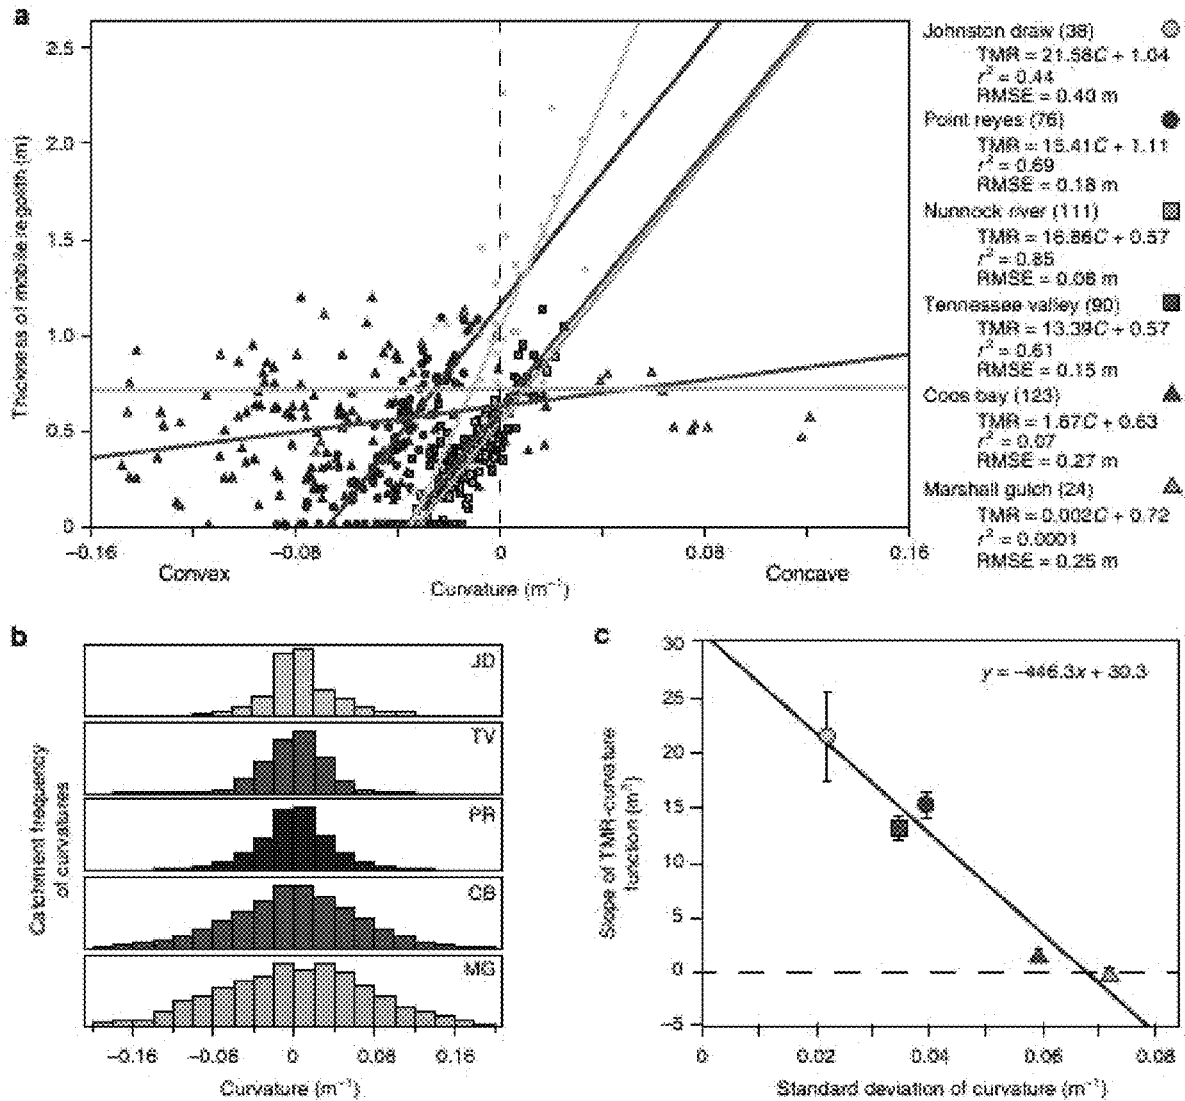 a
2.5
2.0
1.5
1.0
0.5
0
Thickness of mobile regolith (m)
–0.16
–0.08
0
0.08
0.16
Convex
Concave
Curvature (m⁻¹)
Johnston draw (38)
TMR = 21.56C + 1.04
r² = 0.44
RMSE = 0.40 m
Point reyes (76)
TMR = 15.41C + 1.11
r² = 0.69
RMSE = 0.18 m
Nunnock river (111)
TMR = 16.86C + 0.57
r² = 0.85
RMSE = 0.08 m
Tennessee valley (90)
TMR = 13.39C + 0.57
r² = 0.61
RMSE = 0.15 m
Coos bay (123)
TMR = 1.67C + 0.63
r² = 0.07
RMSE = 0.27 m
Marshall gulch (24)
TMR = 0.002C + 0.72
r² = 0.0001
RMSE = 0.25 m
b
JD
TV
PR
CB
MG
Catchment frequency
of curvatures
–0.16
–0.08
0
0.08
0.16
Curvature (m⁻¹)
c
y = –446.3x + 30.3
30
25
20
15
10
5
0
–5
Slope of TMR-curvature
function (m²)
0
0.02
0.04
0.06
0.08
Standard deviation of curvature (m⁻¹)